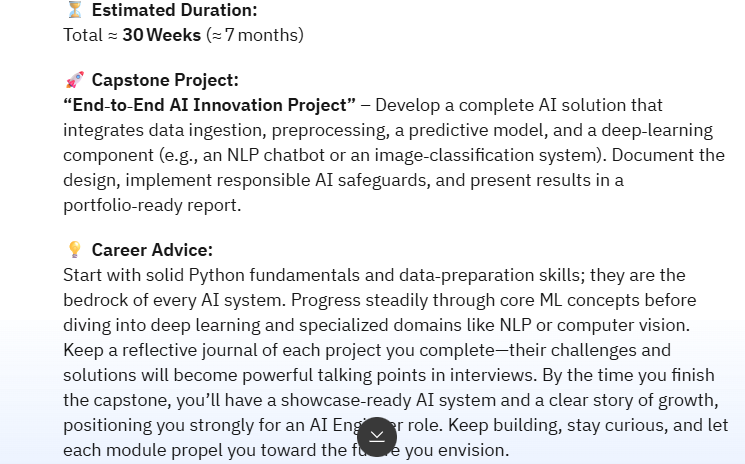 ⏳ Estimated Duration:
Total ≈ 30 Weeks (≈ 7 months)
🚀 Capstone Project:
“End‑to‑End AI Innovation Project” – Develop a complete AI solution that
integrates data ingestion, preprocessing, a predictive model, and a deep‑learning
component (e.g., an NLP chatbot or an image‑classification system). Document the
design, implement responsible AI safeguards, and present results in a
portfolio‑ready report.
💡 Career Advice:
Start with solid Python fundamentals and data‑preparation skills; they are the
bedrock of every AI system. Progress steadily through core ML concepts before
diving into deep learning and specialized domains like NLP or computer vision.
Keep a reflective journal of each project you complete—their challenges and
solutions will become powerful talking points in interviews. By the time you finish
the capstone, you’ll have a showcase‑ready AI system and a clear story of growth,
positioning you strongly for an AI Engineer role. Keep building, stay curious, and let
each module propel you toward the future you envision.